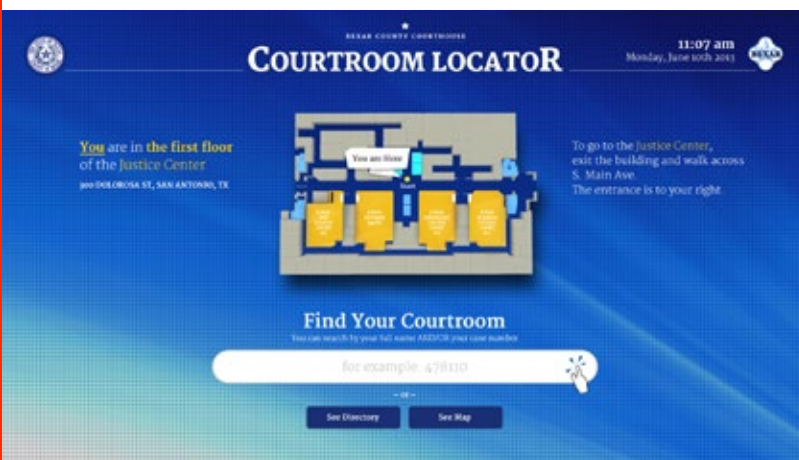 BEXAR COUNTY COURTHOUSE
COURTROOM LOCATOR
11:07 am
Monday, June 10th 2013
BEXAR
You are in the first floor
of the Justice Center
300 DOLOROSA ST, SAN ANTONIO, TX
You are Here
Start
To go to the Justice Center,
exit the building and walk across
S. Main Ave.
The entrance is to your right.
Find Your Courtroom
You can search by your full name AND/OR your case number
for example: 478110
- or -
See Directory
See Map